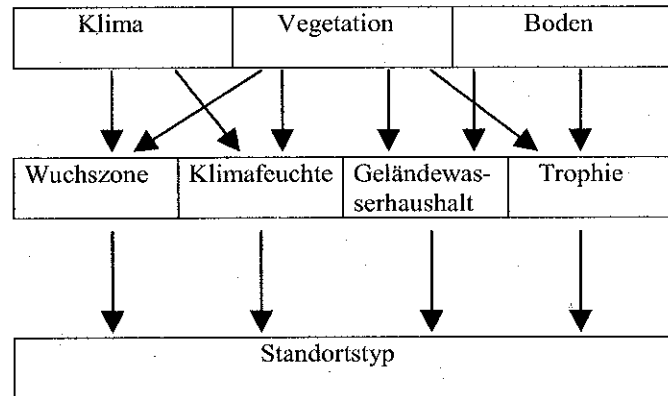 Klima Vegetation Boden
Wuchszone Klimafeuchte Geländewas- Trophie
serhaushalt
Standortstyp